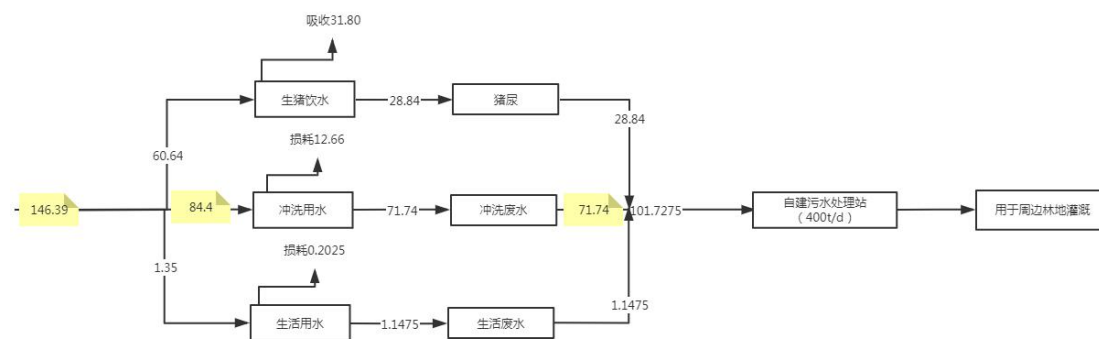 吸收31.80
生猪饮水
28.84
猪尿
28.84
60.64
损耗12.66
146.39
84.4
冲洗用水
71.74
冲洗废水
71.74
101.7275
自建污水处理站
（400t/d）
用于周边林地灌溉
损耗0.2025
1.35
1.1475
生活用水
1.1475
生活废水